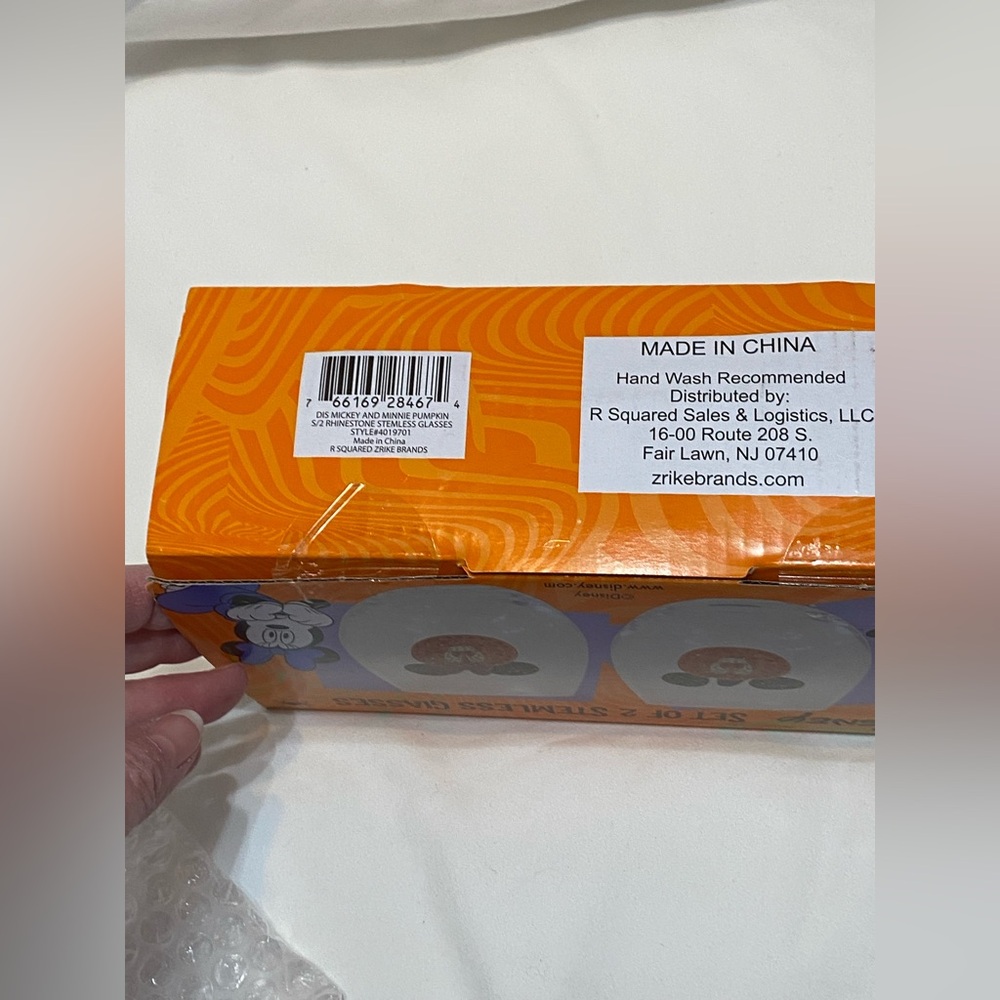 7 66169 28467 4
DIS MICKEY AND MINNIE PUMPKIN
S/2 RHINESTONE STEMLESS GLASSES
STYLE#4019701
Made in China
R SQUARED ZRIKE BRANDS
MADE IN CHINA
Hand Wash Recommended
Distributed by:
R Squared Sales & Logistics, LLC
16-00 Route 208 S.
Fair Lawn, NJ 07410
zrikebrands.com
©Disney
www.disney.com
SET OF 2 STEMLESS GLASSES